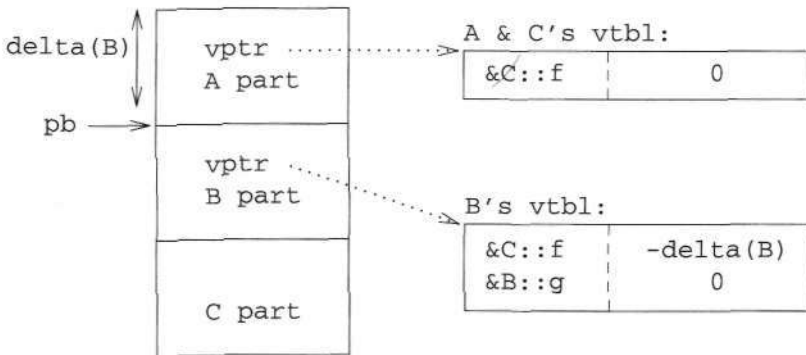 delta(B)
vptr
A part
pb
vptr
B part
C part
A & C's vtbl:
&C::f 0
B's vtbl:
&C::f -delta(B)
&B::g 0